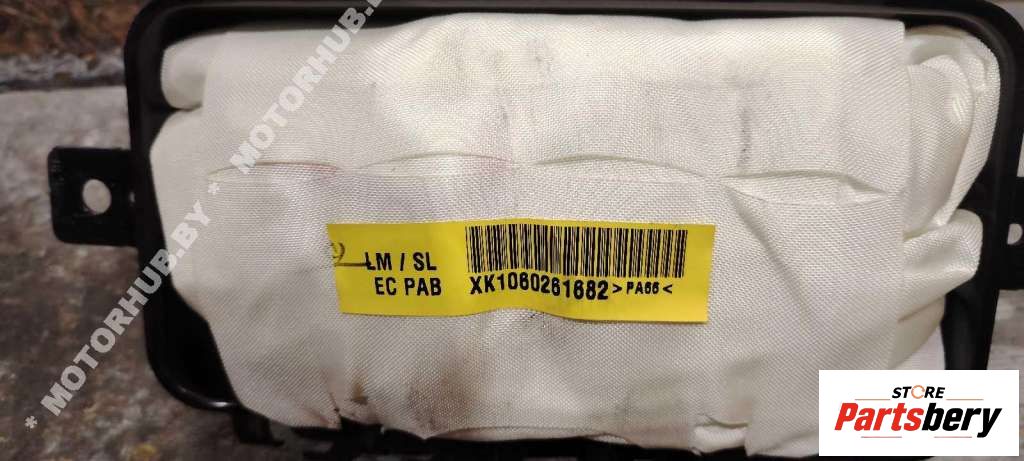 * MOTORHUB.BY * MOTORHUB.BY
LM / SL
EC PAB
XK1060261682 >PA66<
STORE
Partsbery